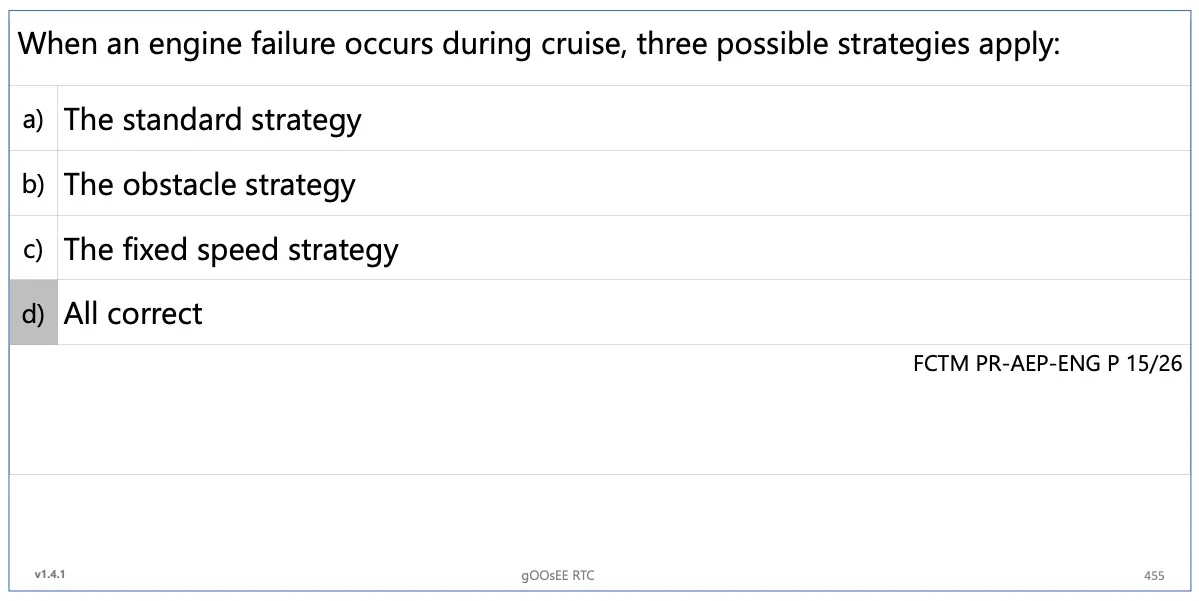 When an engine failure occurs during cruise, three possible strategies apply:
a) The standard strategy
b) The obstacle strategy
c) The fixed speed strategy
d) All correct
FCTM PR-AEP-ENG P 15/26
v1.4.1 gOOsEE RTC 455